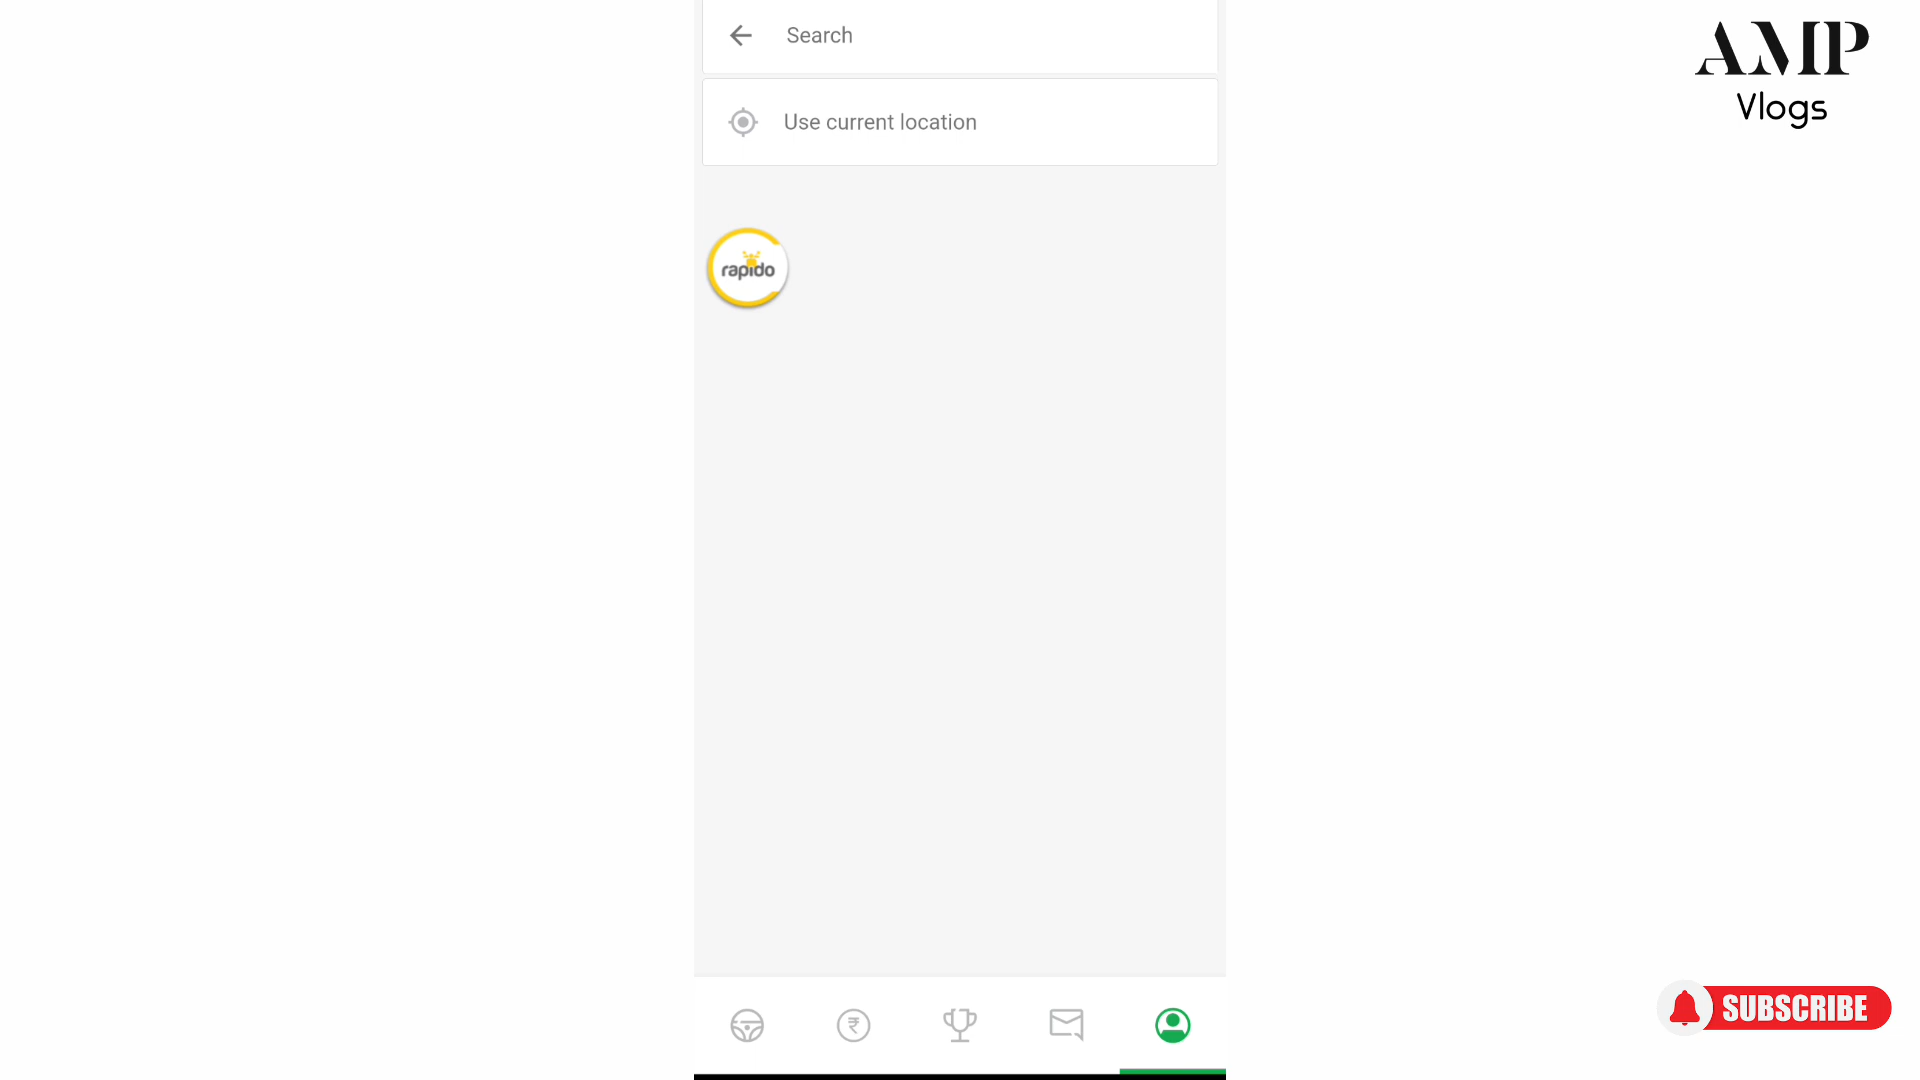 Search
Use current location
rapido
₹
AMP
Vlogs
SUBSCRIBE